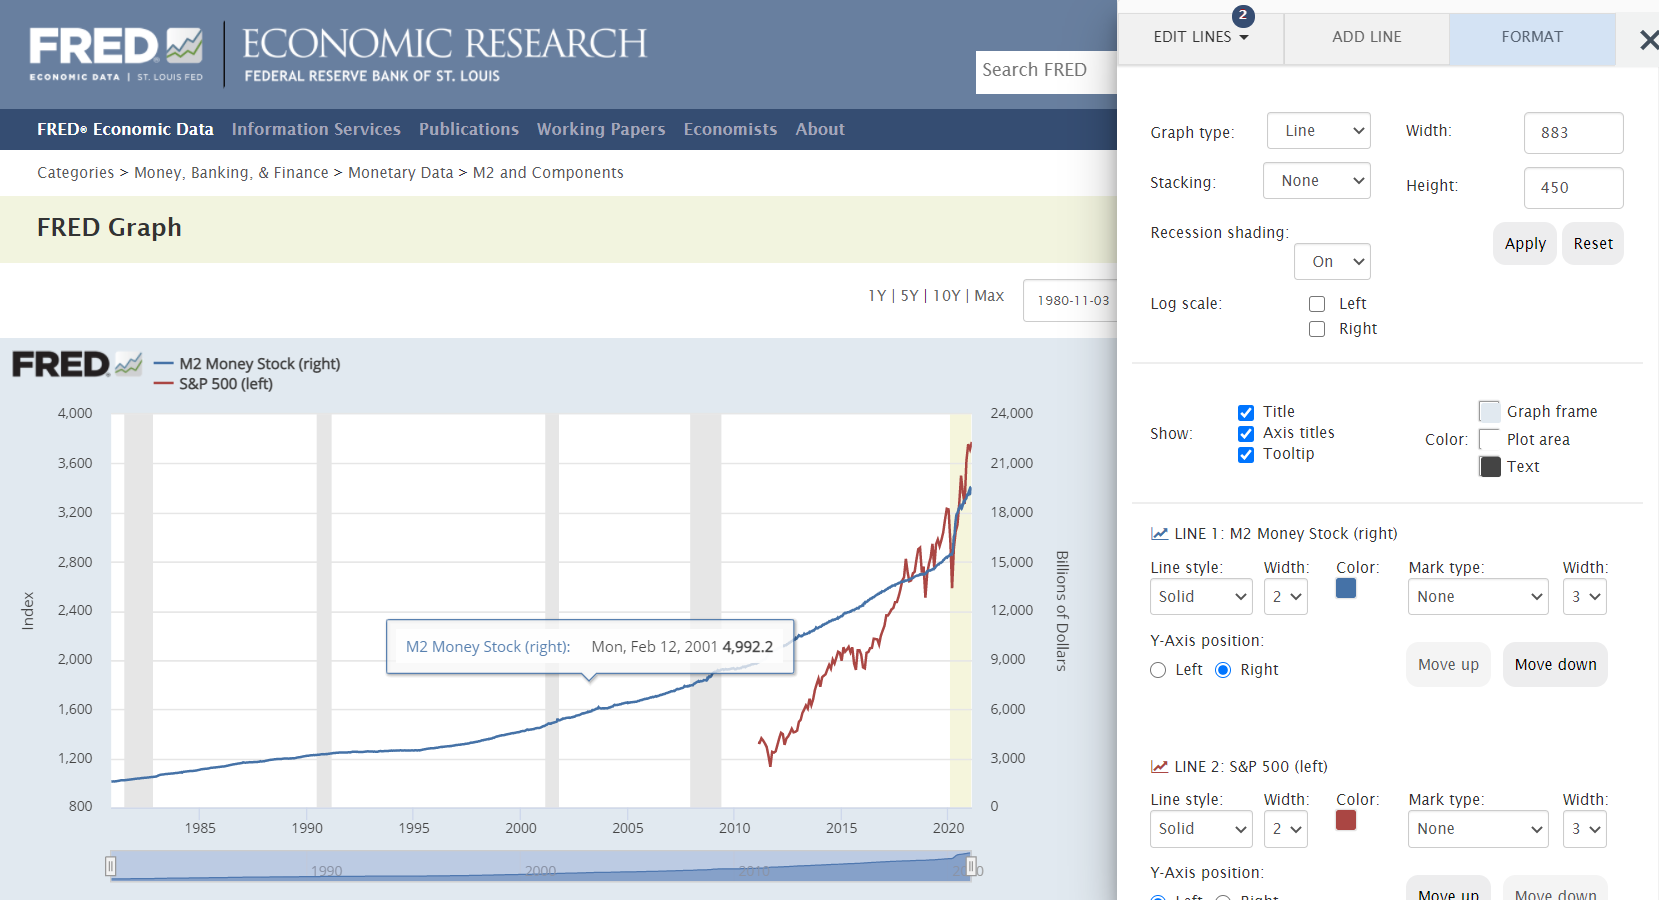 FRED
ECONOMIC DATA | ST. LOUIS FED
ECONOMIC RESEARCH
FEDERAL RESERVE BANK OF ST. LOUIS
Search FRED
FRED® Economic Data Information Services Publications Working Papers Economists About
Categories > Money, Banking, & Finance > Monetary Data > M2 and Components
FRED Graph
1Y | 5Y | 10Y | Max
1980-11-03
FRED
M2 Money Stock (right)
S&P 500 (left)
4,000
3,600
3,200
2,800
2,400
2,000
1,600
1,200
800
Index
24,000
21,000
18,000
15,000
12,000
9,000
6,000
3,000
0
Billions of Dollars
M2 Money Stock (right): Mon, Feb 12, 2001 4,992.2
1985 1990 1995 2000 2005 2010 2015 2020
1990 2000 2010
EDIT LINES 2 ADD LINE FORMAT
Graph type: Line Width: 883
Stacking: None Height: 450
Recession shading: On
Apply Reset
Log scale: Left
Right
Show: Title
Axis titles
Tooltip
Color: Graph frame
Plot area
Text
LINE 1: M2 Money Stock (right)
Line style: Width: Color: Mark type: Width:
Solid 2 None 3
Y-Axis position:
Left Right
Move up Move down
LINE 2: S&P 500 (left)
Line style: Width: Color: Mark type: Width:
Solid 2 None 3
Y-Axis position:
Left Right
Move up Move down